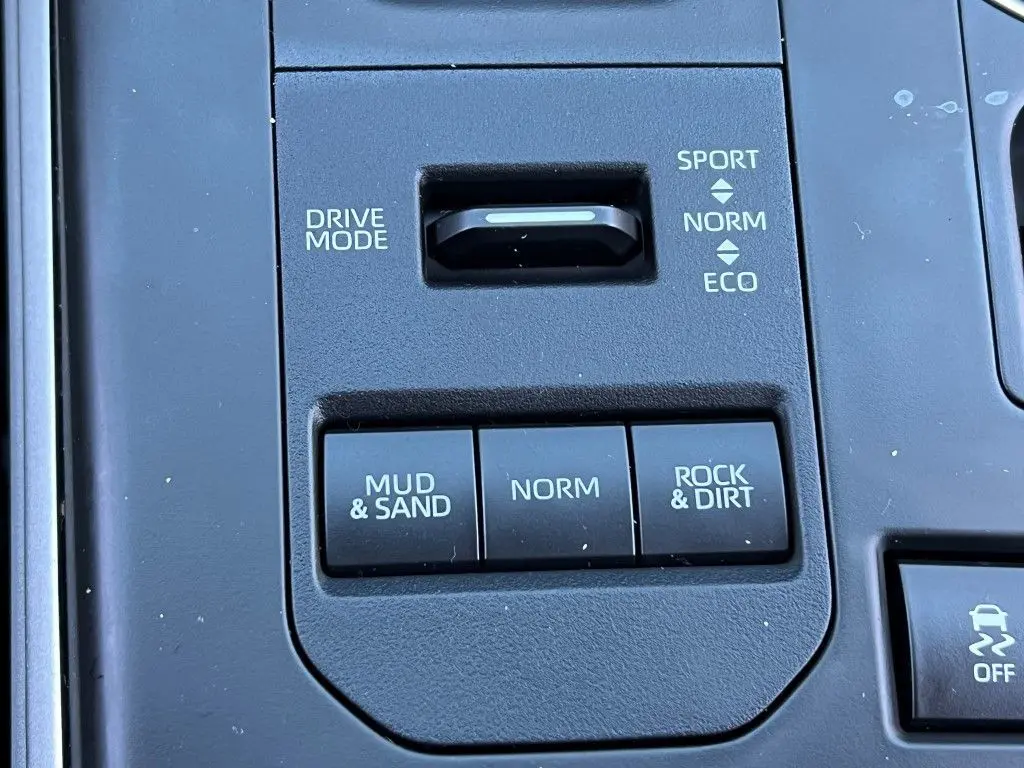 DRIVE
MODE
SPORT
NORM
ECO
MUD
& SAND
NORM
ROCK
& DIRT
OFF